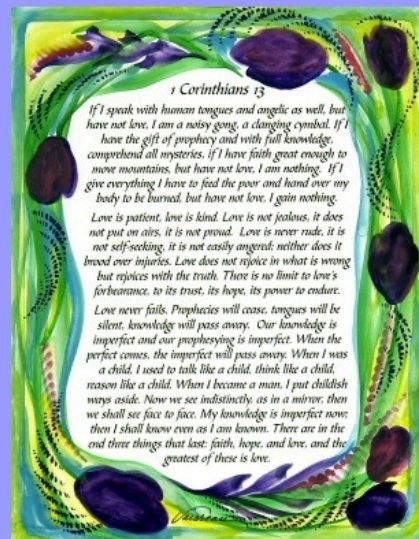 1 Corinthians 13
If I speak with human tongues and angelic as well, but
have not love, I am a noisy gong, a clanging cymbal. If I
have the gift of prophecy and with full knowledge,
comprehend all mysteries, if I have faith great enough to
move mountains, but have not love, I am nothing. If I
give everything I have to feed the poor and hand over my
body to be burned, but have not love, I gain nothing.
Love is patient, love is kind. Love is not jealous, it does
not put on airs, it is not proud. Love is never rude, it is
not self-seeking, it is not easily angered; neither does it
brood over injuries. Love does not rejoice in what is wrong
but rejoices with the truth. There is no limit to love's
forbearance, to its trust, its hope, its power to endure.
Love never fails. Prophecies will cease, tongues will be
silent, knowledge will pass away. Our knowledge is
imperfect and our prophesying is imperfect. When the
perfect comes, the imperfect will pass away. When I was
a child, I used to talk like a child, think like a child,
reason like a child. When I became a man, I put childish
ways aside. Now we see indistinctly, as in a mirror; then
we shall see face to face. My knowledge is imperfect now;
then I shall know even as I am known. There are in the
end three things that last: faith, hope, and love, and the
greatest of these is love.